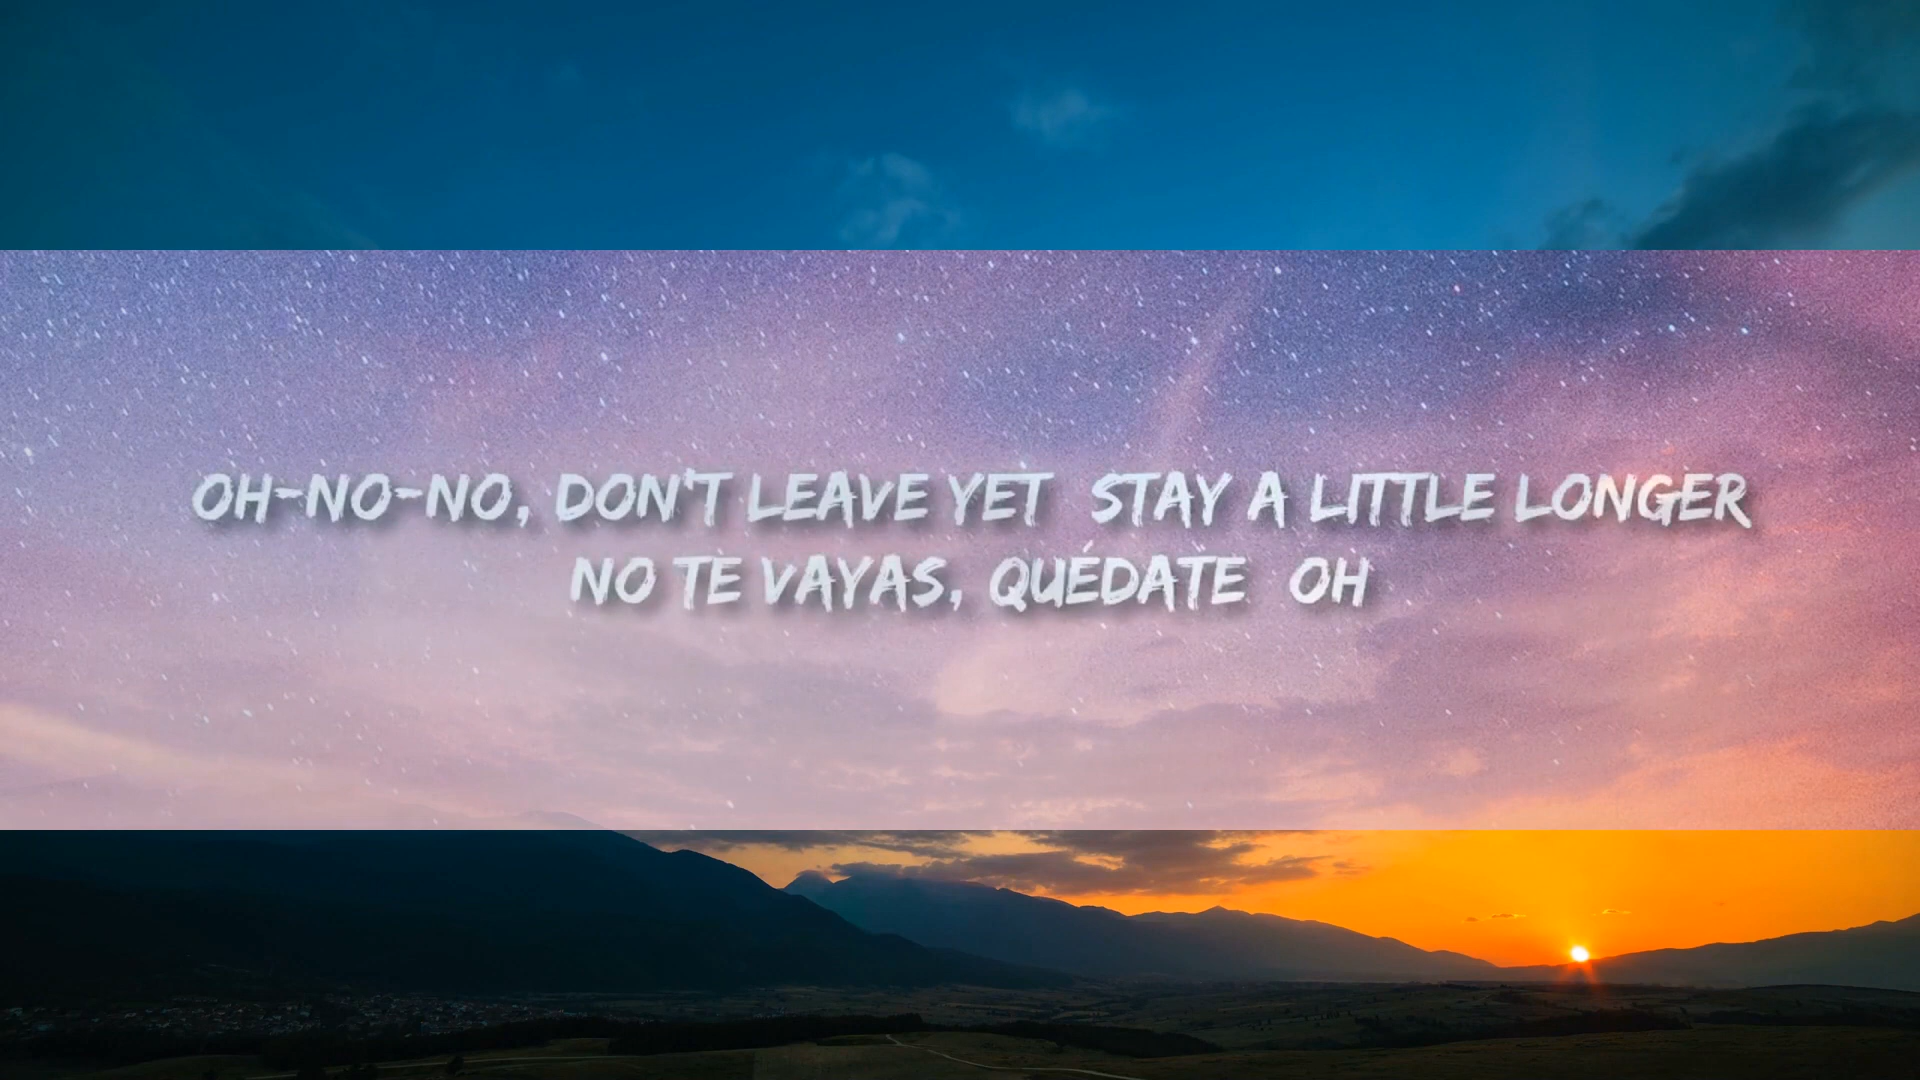 OH-NO-NO, DON'T LEAVE YET STAY A LITTLE LONGER
NO TE VAYAS, QUÉDATE OH